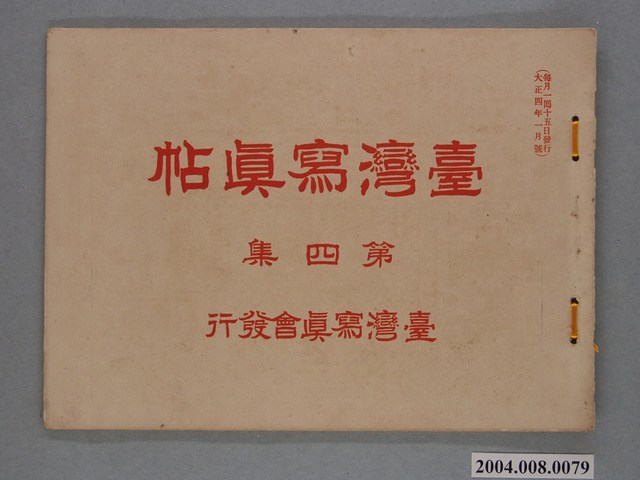 (每月一回十五日發行
大正四年一月號)
臺灣寫眞帖
第四集
臺灣寫眞會發行
2004.008.0079